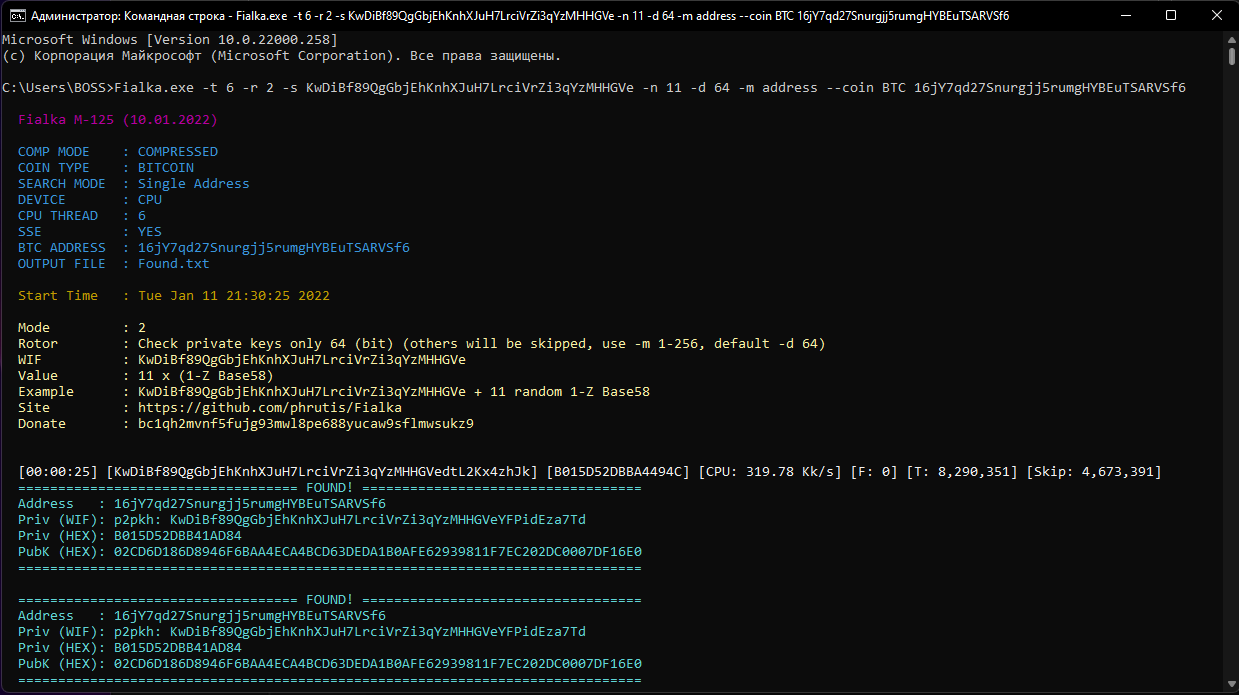 Администратор: Командная строка - Fialka.exe -t 6 -r 2 -s KwDiBf89QgGbjEhKnhXJuH7LrciVrZi3qYzMHHGVe -n 11 -d 64 -m address --coin BTC 16jY7qd27Snurgjj5rumgHYBEuTSARVSf6
Microsoft Windows [Version 10.0.22000.258]
(c) Корпорация Майкрософт (Microsoft Corporation). Все права защищены.
C:\Users\BOSS>Fialka.exe -t 6 -r 2 -s KwDiBf89QgGbjEhKnhXJuH7LrciVrZi3qYzMHHGVe -n 11 -d 64 -m address --coin BTC 16jY7qd27Snurgjj5rumgHYBEuTSARVSf6
Fialka M-125 (10.01.2022)
COMP MODE : COMPRESSED
COIN TYPE : BITCOIN
SEARCH MODE : Single Address
DEVICE : CPU
CPU THREAD : 6
SSE : YES
BTC ADDRESS : 16jY7qd27Snurgjj5rumgHYBEuTSARVSf6
OUTPUT FILE : Found.txt
Start Time : Tue Jan 11 21:30:25 2022
Mode : 2
Rotor : Check private keys only 64 (bit) (others will be skipped, use -m 1-256, default -d 64)
WIF : KwDiBf89QgGbjEhKnhXJuH7LrciVrZi3qYzMHHGVe
Value : 11 x (1-Z Base58)
Example : KwDiBf89QgGbjEhKnhXJuH7LrciVrZi3qYzMHHGVe + 11 random 1-Z Base58
Site : https://github.com/phrutis/Fialka
Donate : bc1qh2mvnf5fujg93mwl8pe688yucaw9sflmwsukz9
[00:00:25] [KwDiBf89QgGbjEhKnhXJuH7LrciVrZi3qYzMHHGVedtL2Kx4zhJk] [B015D52DBBA4494C] [CPU: 319.78 Kk/s] [F: 0] [T: 8,290,351] [Skip: 4,673,391]
=================================== FOUND! ===================================
Address : 16jY7qd27Snurgjj5rumgHYBEuTSARVSf6
Priv (WIF): p2pkh: KwDiBf89QgGbjEhKnhXJuH7LrciVrZi3qYzMHHGVeYFPidEza7Td
Priv (HEX): B015D52DBB41AD84
PubK (HEX): 02CD6D186D8946F6BAA4ECA4BCD63DEDA1B0AFE62939811F7EC202DC0007DF16E0
==============================================================================
=================================== FOUND! ===================================
Address : 16jY7qd27Snurgjj5rumgHYBEuTSARVSf6
Priv (WIF): p2pkh: KwDiBf89QgGbjEhKnhXJuH7LrciVrZi3qYzMHHGVeYFPidEza7Td
Priv (HEX): B015D52DBB41AD84
PubK (HEX): 02CD6D186D8946F6BAA4ECA4BCD63DEDA1B0AFE62939811F7EC202DC0007DF16E0
==============================================================================